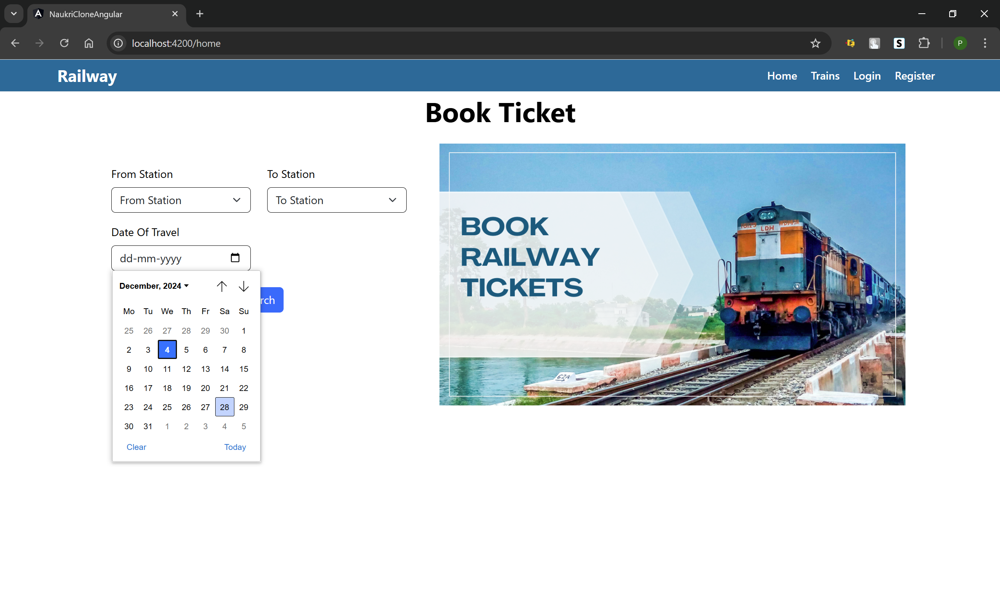 NaukriCloneAngular
localhost:4200/home
F
S
P
Railway
Home Trains Login Register
Book Ticket
From Station To Station
From Station To Station
Date Of Travel
dd-mm-yyyy
December, 2024
rch
Mo Tu We Th Fr Sa Su
25 26 27 28 29 30 1
2 3 4 5 6 7 8
9 10 11 12 13 14 15
16 17 18 19 20 21 22
23 24 25 26 27 28 29
30 31 1 2 3 4 5
Clear Today
BOOK
RAILWAY
TICKETS
LDH
WDM3A
62A